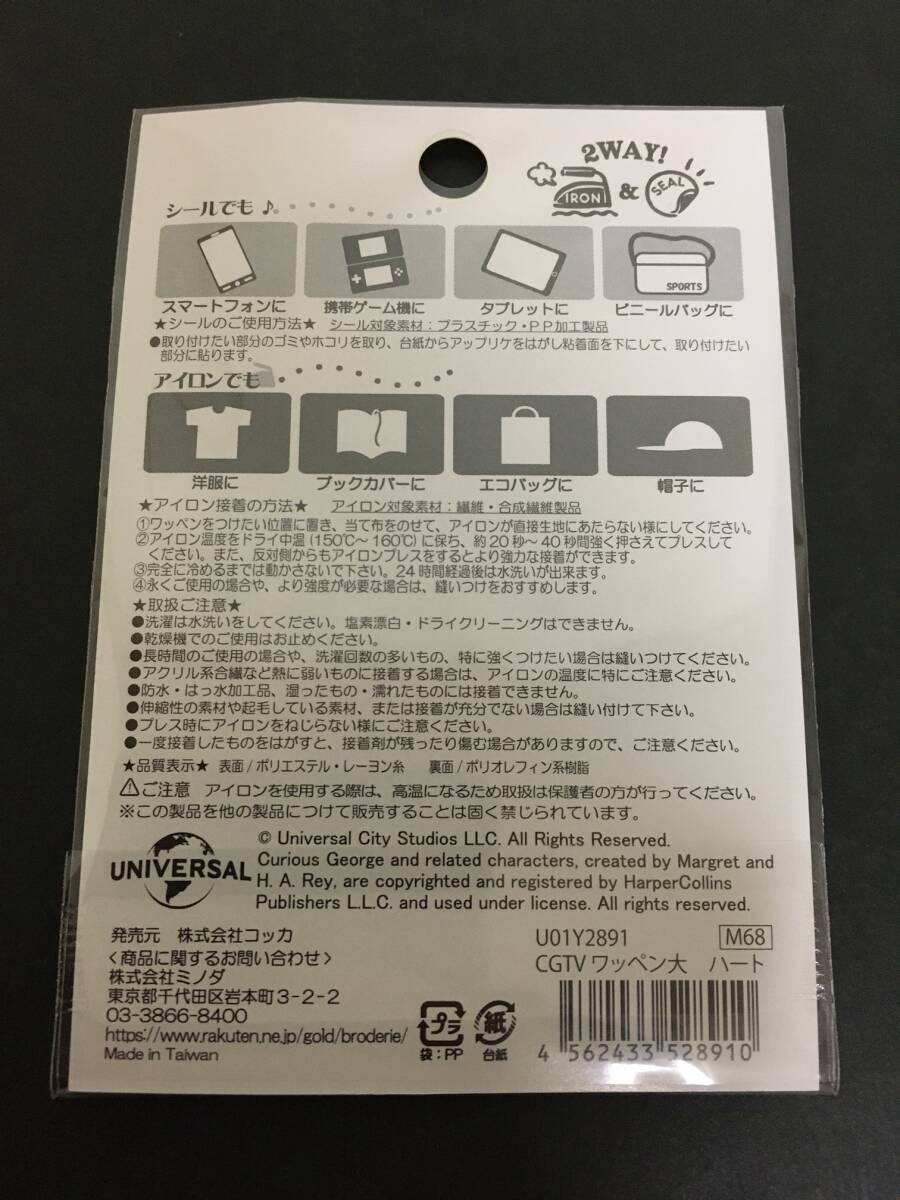 2WAY!
IRON & SEAL
シールでも♪
SPORTS
スマートフォンに 携帯ゲーム機に タブレットに ビニールバッグに
★シールのご使用方法★ シール対象素材：プラスチック・PP加工製品
●取り付けたい部分のゴミやホコリを取り、台紙からアップリケをはがし粘着面を下にして、取り付けたい
部分に貼ります。
アイロンでも
洋服に ブックカバーに エコバッグに 帽子に
★アイロン接着の方法★ アイロン対象素材：繊維・合成繊維製品
①ワッペンをつけたい位置に置き、当て布をのせて、アイロンが直接生地にあたらない様にしてください。
②アイロン温度をドライ中温（150℃～160℃）に保ち、約20秒～40秒間強く押さえてプレスして
ください。また、反対側からもアイロンプレスをするとより強力な接着ができます。
③完全に冷めるまでは動かさないで下さい。24時間経過後は水洗いが出来ます。
④永くご使用の場合や、より強度が必要な場合は、縫いつけをおすすめします。
★取扱ご注意★
●洗濯は水洗いをしてください。塩素漂白・ドライクリーニングはできません。
●乾燥機でのご使用はお止めください。
●長時間のご使用の場合や、洗濯回数の多いもの、特に強くつけたい場合は縫いつけてください。
●アクリル系合繊など熱に弱いものに接着する場合は、アイロンの温度に特にご注意ください。
●防水・はっ水加工品、湿ったもの・濡れたものには接着できません。
●伸縮性の素材や起毛している素材、または接着が充分でない場合は縫い付けて下さい。
●プレス時にアイロンをねじらない様にご注意ください。
●一度接着したものをはがすと、接着剤が残ったり傷む場合がありますので、ご注意ください。
★品質表示★ 表面/ポリエステル・レーヨン糸 裏面/ポリオレフィン系樹脂
⚠ご注意 アイロンを使用する際は、高温になるため取扱は保護者の方が行ってください。
※この製品を他の製品につけて販売することは固く禁じられています。
UNIVERSAL
© Universal City Studios LLC. All Rights Reserved.
Curious George and related characters, created by Margret and
H. A. Rey, are copyrighted and registered by HarperCollins
Publishers L.L.C. and used under license. All rights reserved.
発売元 株式会社コッカ
<商品に関するお問い合わせ>
株式会社ミノダ
東京都千代田区岩本町3-2-2
03-3866-8400
https://www.rakuten.ne.jp/gold/broderie/
Made in Taiwan
プラ
袋：PP
紙
台紙
U01Y2891 M68
CGTV ワッペン大 ハート
4 562433 528910